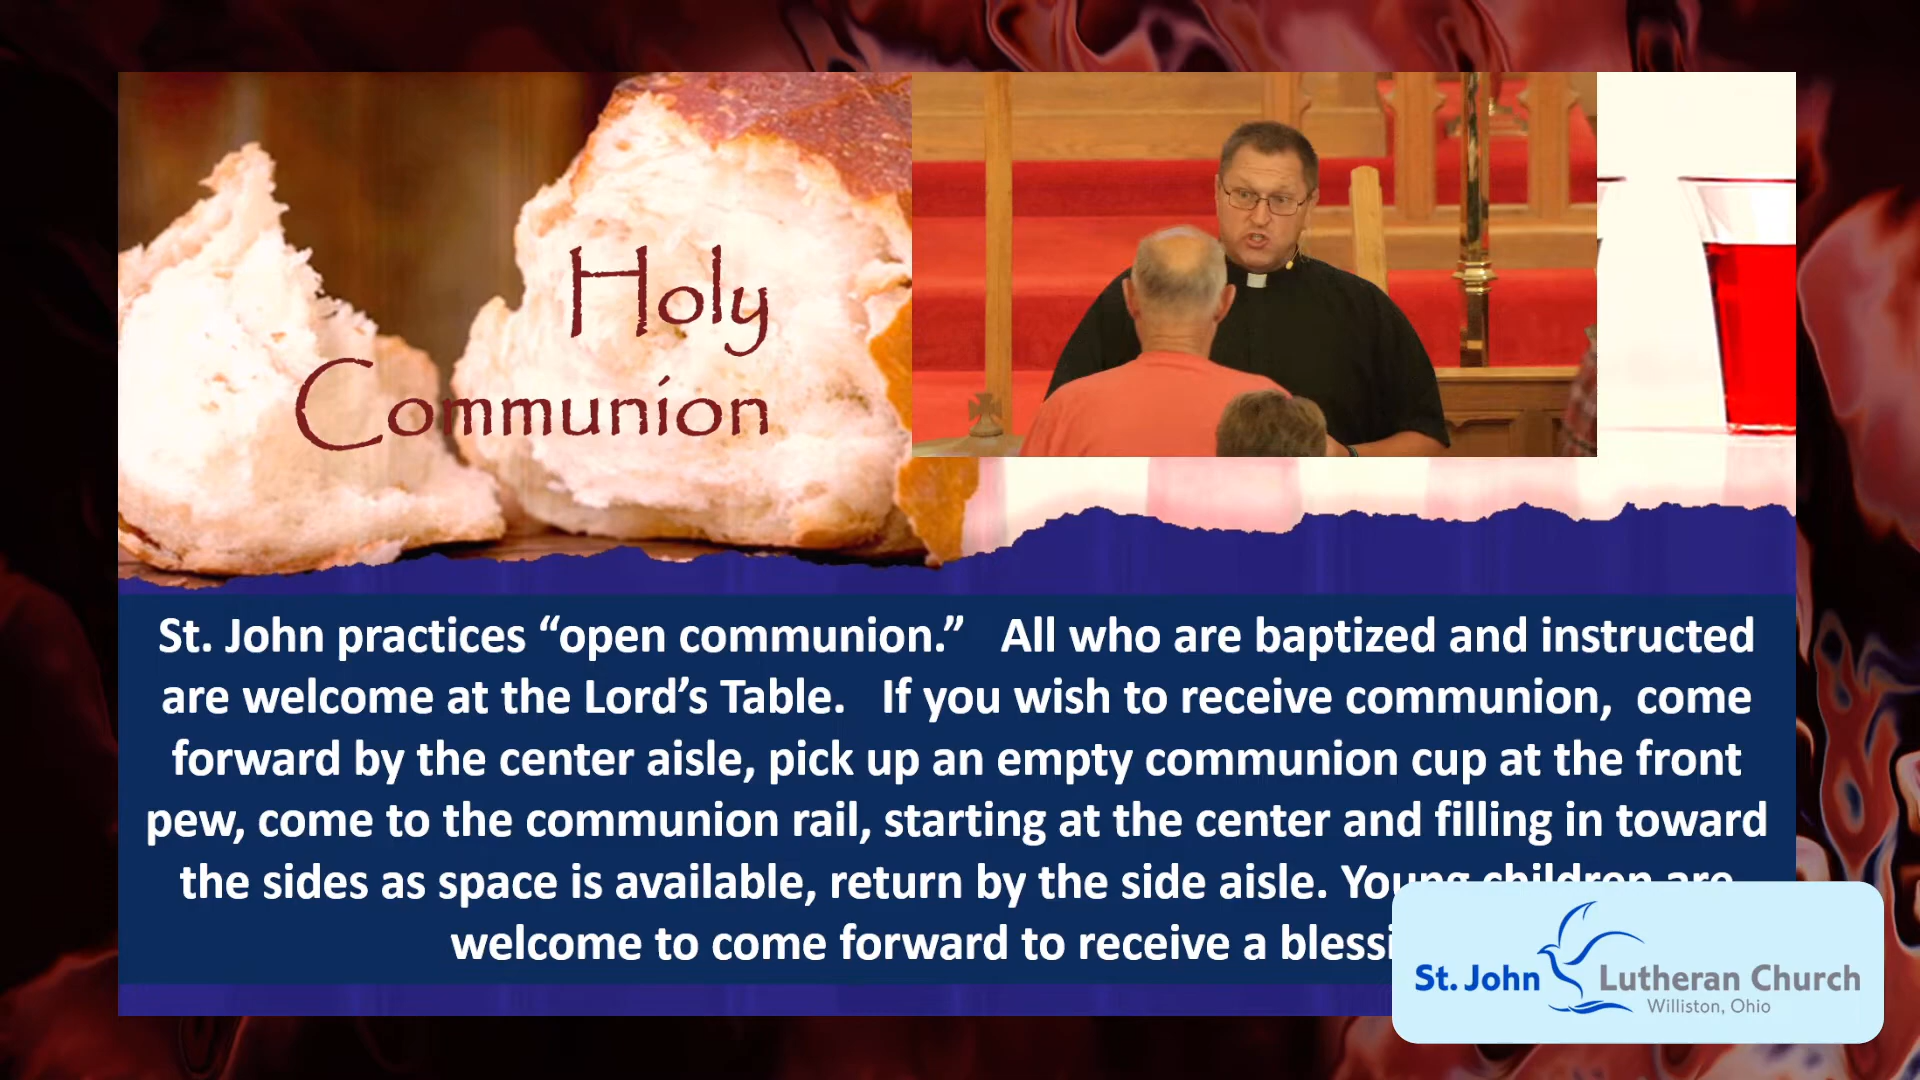 Holy
Communion
St. John practices “open communion.” All who are baptized and instructed
are welcome at the Lord’s Table. If you wish to receive communion, come
forward by the center aisle, pick up an empty communion cup at the front
pew, come to the communion rail, starting at the center and filling in toward
the sides as space is available, return by the side aisle. Young children are
welcome to come forward to receive a
St. John Lutheran Church
Williston, Ohio